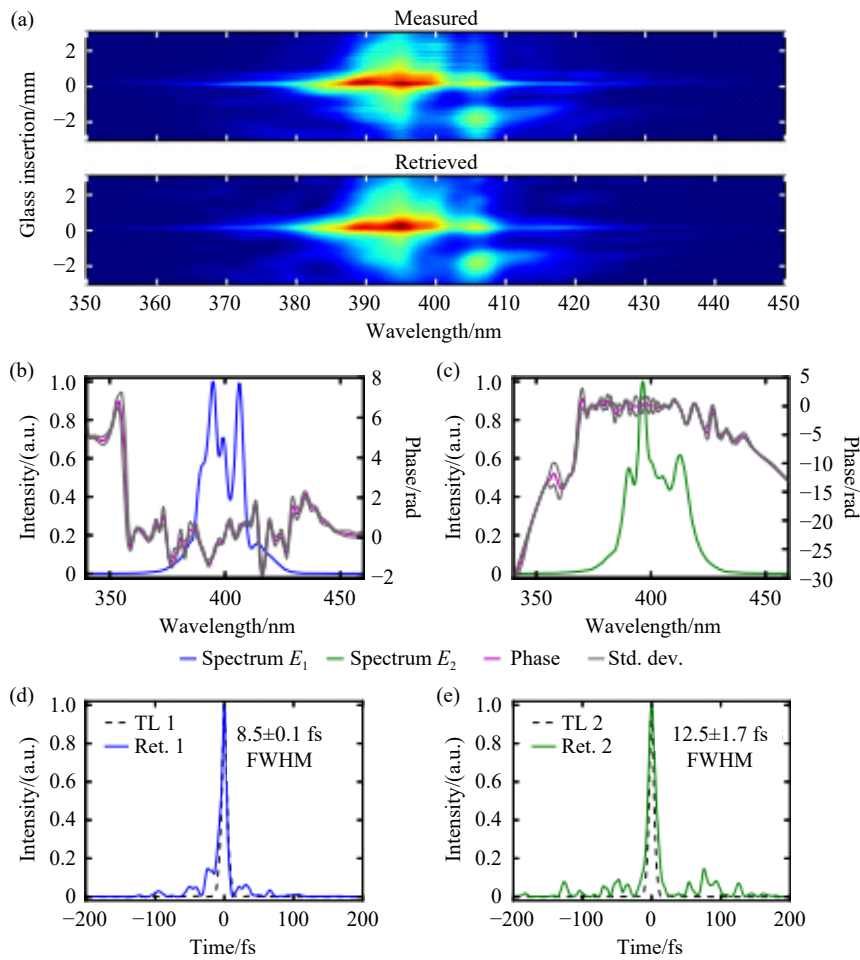 (a)
Measured
2
0
−2
Glass insertion/mm
Retrieved
2
0
−2
350 360 370 380 390 400 410 420 430 440 450
Wavelength/nm
(b)
1.0
0.8
0.6
0.4
0.2
0
Intensity/(a.u.)
8
6
4
2
0
−2
Phase/rad
350 400 450
Wavelength/nm
(c)
1.0
0.8
0.6
0.4
0.2
0
Intensity/(a.u.)
5
0
−5
−10
−15
−20
−25
−30
Phase/rad
350 400 450
Wavelength/nm
Spectrum E₁ Spectrum E₂ Phase Std. dev.
(d)
1.0
0.8
0.6
0.4
0.2
0
Intensity/(a.u.)
TL 1
Ret. 1
8.5±0.1 fs
FWHM
−200 −100 0 100 200
Time/fs
(e)
1.0
0.8
0.6
0.4
0.2
0
Intensity/(a.u.)
TL 2
Ret. 2
12.5±1.7 fs
FWHM
−200 −100 0 100 200
Time/fs